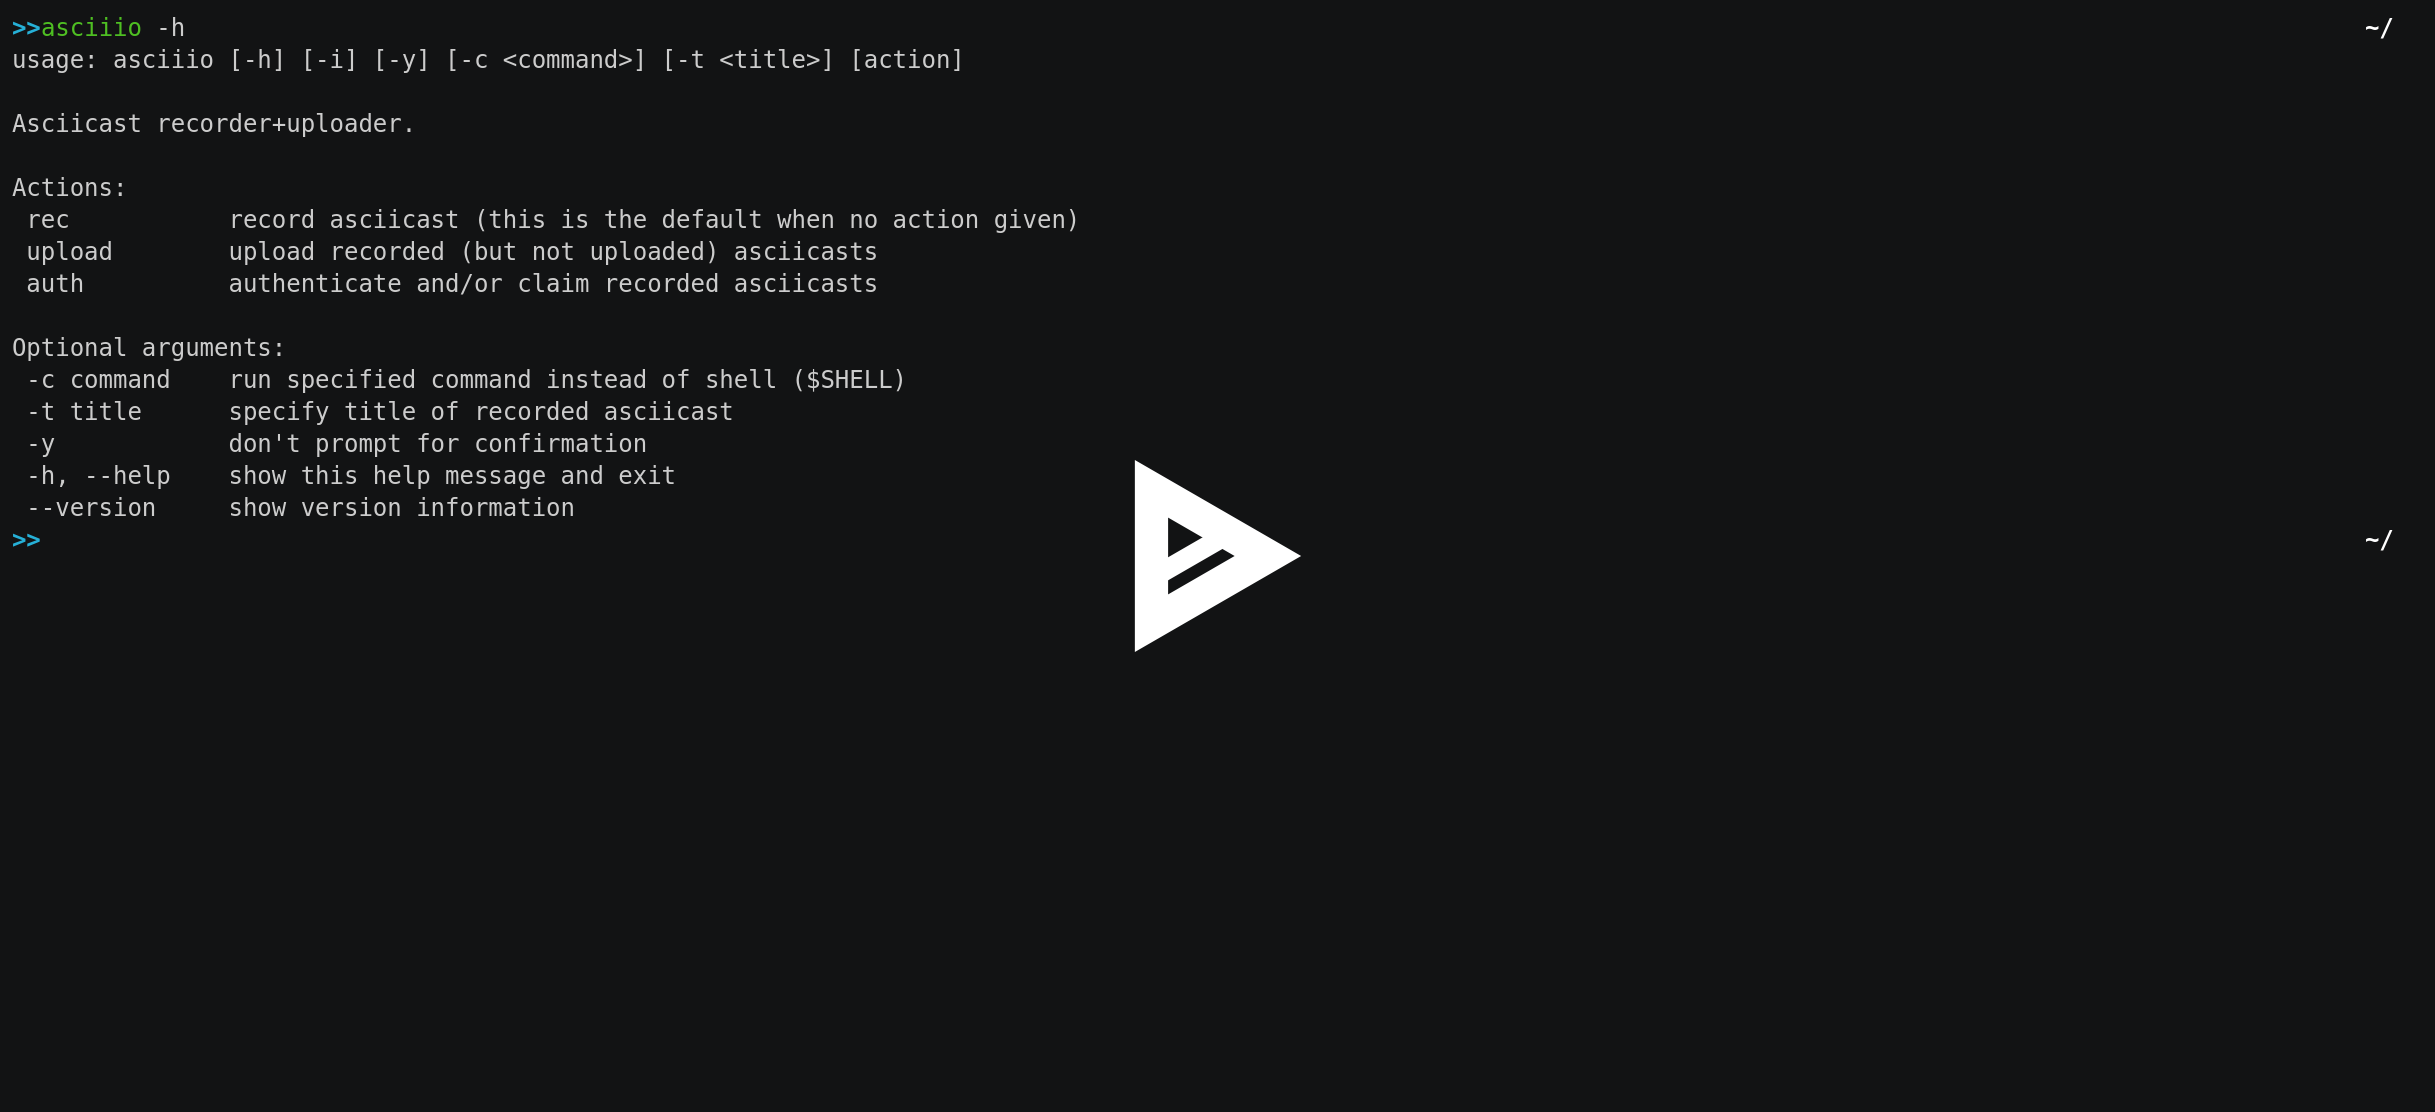 >>asciiio -h ~/
usage: asciiio [-h] [-i] [-y] [-c <command>] [-t <title>] [action]

Asciicast recorder+uploader.

Actions:
 rec           record asciicast (this is the default when no action given)
 upload        upload recorded (but not uploaded) asciicasts
 auth          authenticate and/or claim recorded asciicasts

Optional arguments:
 -c command    run specified command instead of shell ($SHELL)
 -t title      specify title of recorded asciicast
 -y            don't prompt for confirmation
 -h, --help    show this help message and exit
 --version     show version information
>> ~/